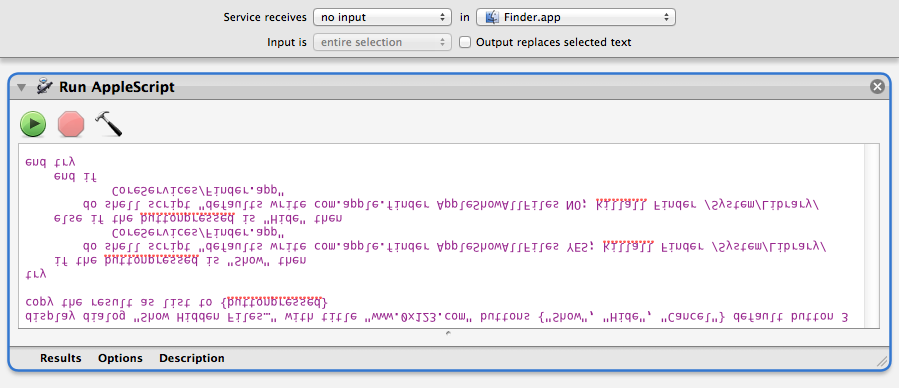 Service receives no input in Finder.app
Input is entire selection Output replaces selected text
Run AppleScript
display dialog "Show Hidden Files…" with title "www.0x123.com" buttons {"Show", "Hide", "Cancel"} default button 3
copy the result as list to {buttonpressed}
try
if the buttonpressed is "Show" then
do shell script "defaults write com.apple.finder AppleShowAllFiles YES; killall Finder /System/Library/
CoreServices/Finder.app"
else if the buttonpressed is "Hide" then
do shell script "defaults write com.apple.finder AppleShowAllFiles NO; killall Finder /System/Library/
CoreServices/Finder.app"
end if
end try
Results Options Description